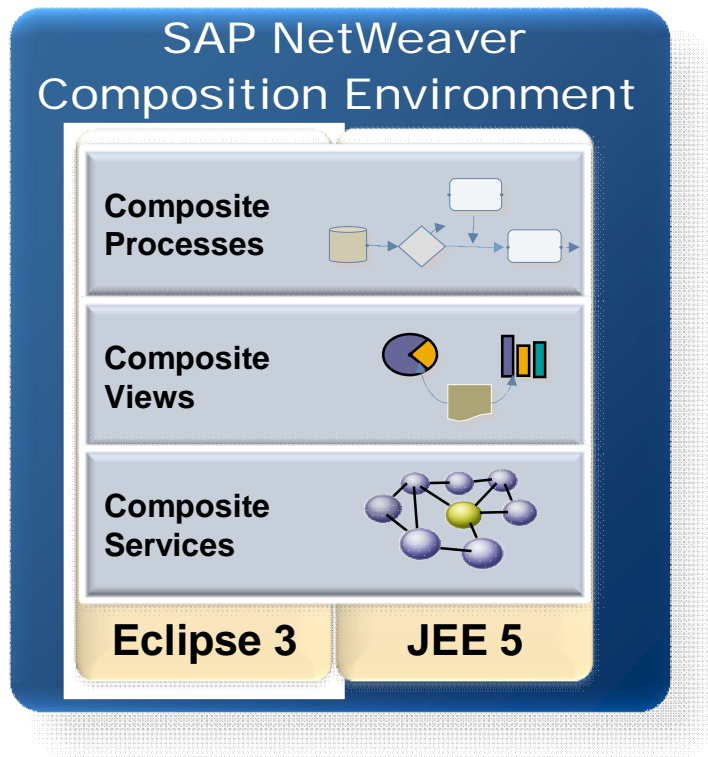 SAP NetWeaver
Composition Environment
Composite
Processes
Composite
Views
Composite
Services
Eclipse 3
JEE 5